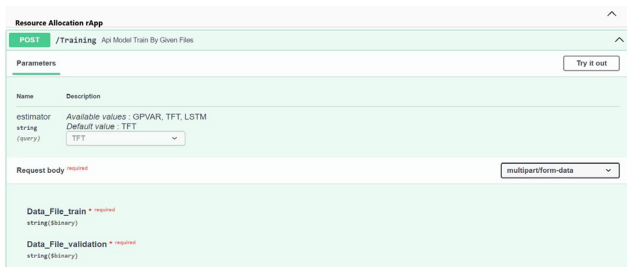 Resource Allocation rApp
POST /Training Api Model Train By Given Files
Parameters Try it out
Name Description
estimator Available values : GPVAR, TFT, LSTM
string Default value : TFT
(query) TFT
Request body required multipart/form-data
Data_File_train * required
string($binary)
Data_File_validation * required
string($binary)